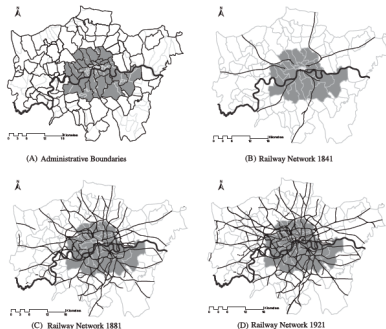 N
N
(A) Administrative Boundaries
(B) Railway Network 1841
N
N
(C) Railway Network 1881
(D) Railway Network 1921